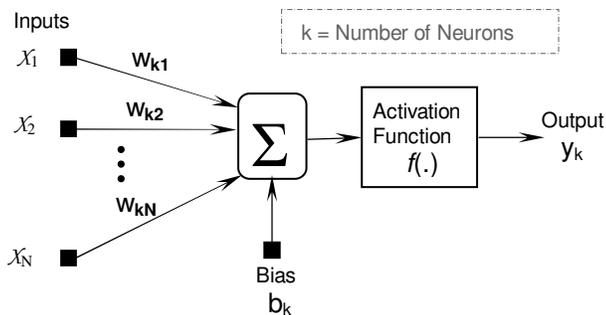 Inputs
k = Number of Neurons
X1
Wk1
X2
Wk2
Σ
Activation
Function
f(.)
Output
yk
WkN
XN
Bias
bk